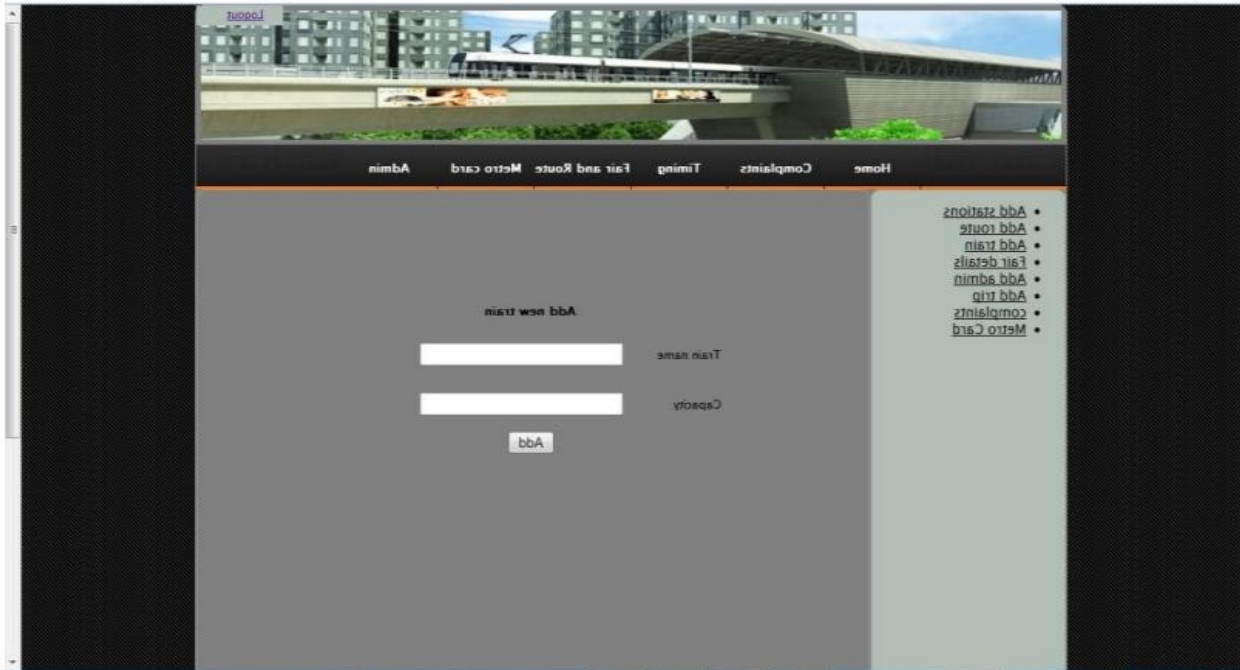 Logout
Home Complaints Timing Fair and Route Metro card Admin
Add stations
Add route
Add train
Fair details
Add admin
Add trip
complaints
Metro Card
Add new train
Train name
Capacity
Add